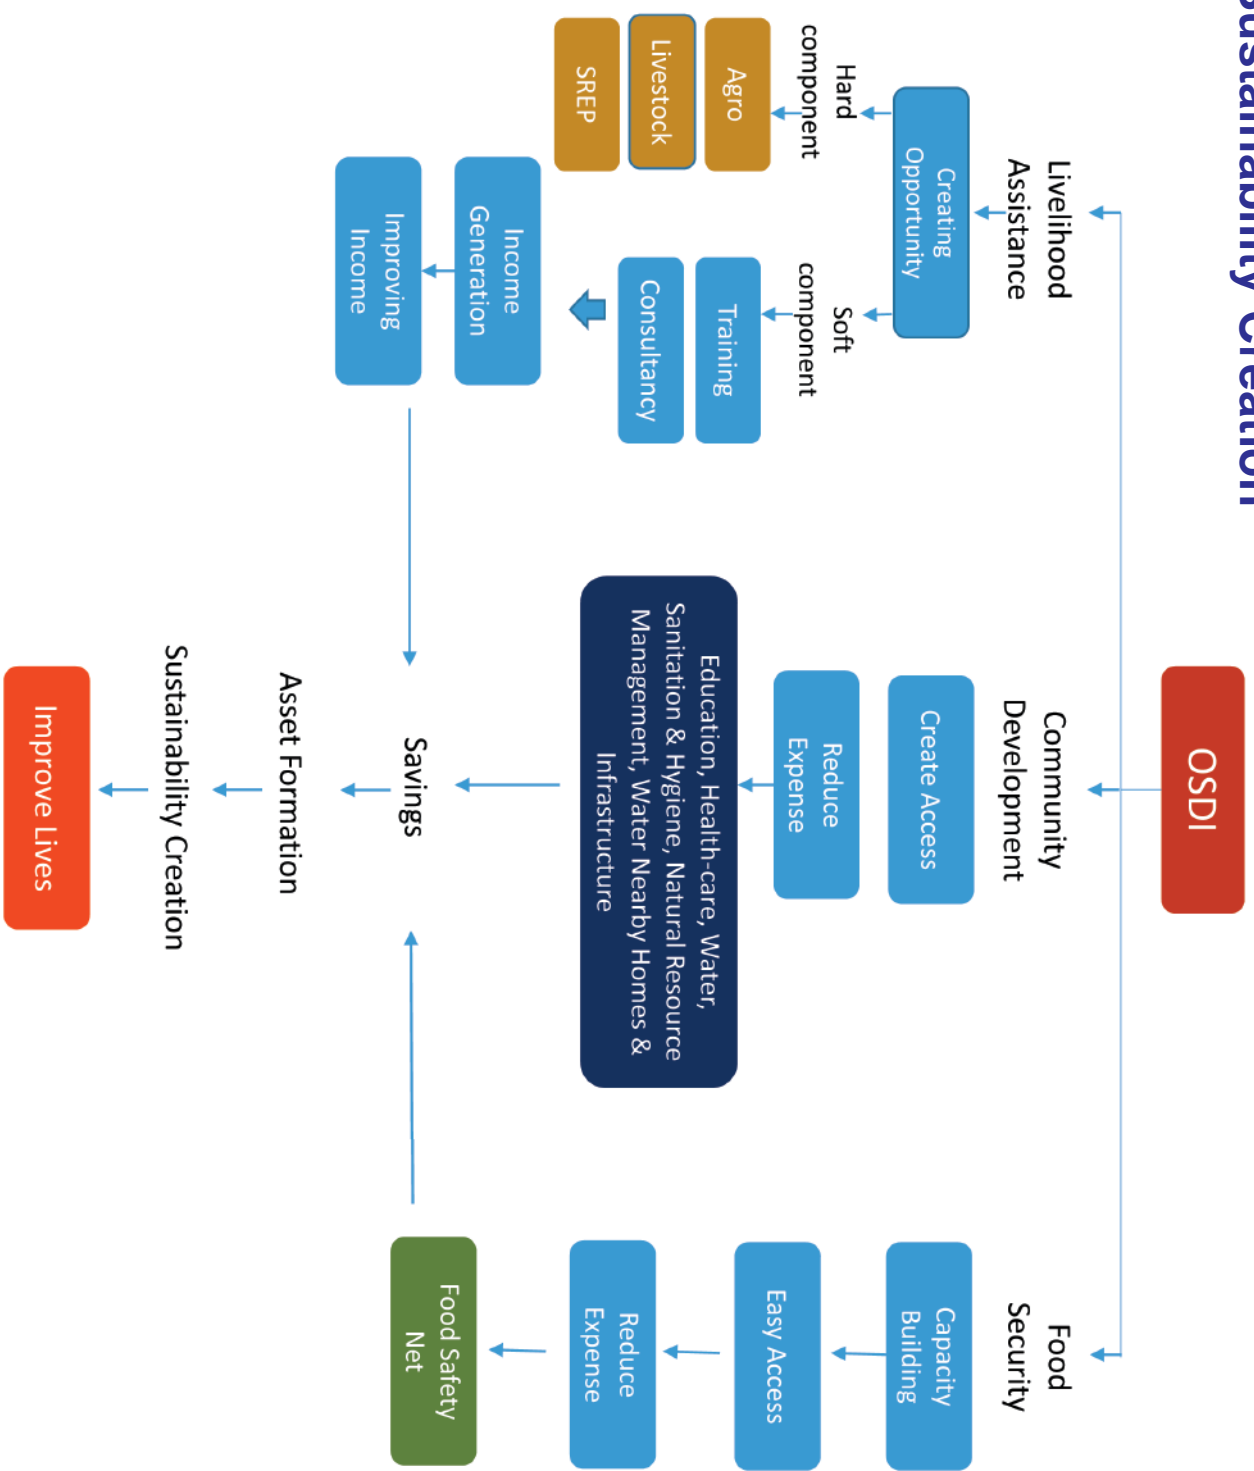 Sustainability Creation
OSDI
Livelihood
Assistance
Creating
Opportunity
Hard
component
Agro
Livestock
SREP
Soft
component
Training
Consultancy
Income
Generation
Improving
Income
Community
Development
Create Access
Reduce
Expense
Education, Health-care, Water,
Sanitation & Hygiene, Natural Resource
Management, Water Nearby Homes &
Infrastructure
Food
Security
Capacity
Building
Easy Access
Reduce
Expense
Food Safety
Net
Savings
Asset Formation
Sustainability Creation
Improve Lives